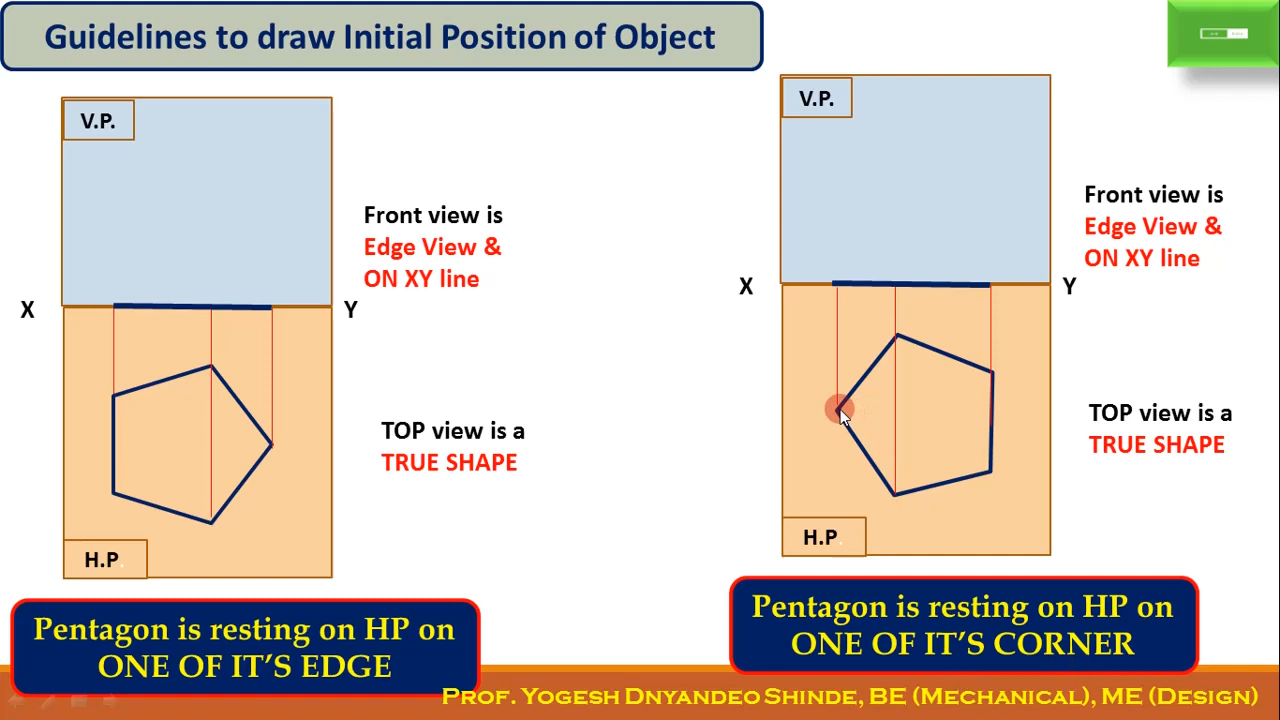 Guidelines to draw Initial Position of Object
V.P.
Front view is
Edge View &
ON XY line
X
Y
TOP view is a
TRUE SHAPE
H.P.
Pentagon is resting on HP on
ONE OF IT'S EDGE
V.P.
Front view is
Edge View &
ON XY line
X
Y
TOP view is a
TRUE SHAPE
H.P.
Pentagon is resting on HP on
ONE OF IT'S CORNER
Prof. Yogesh Dnyandeo Shinde, BE (Mechanical), ME (Design)